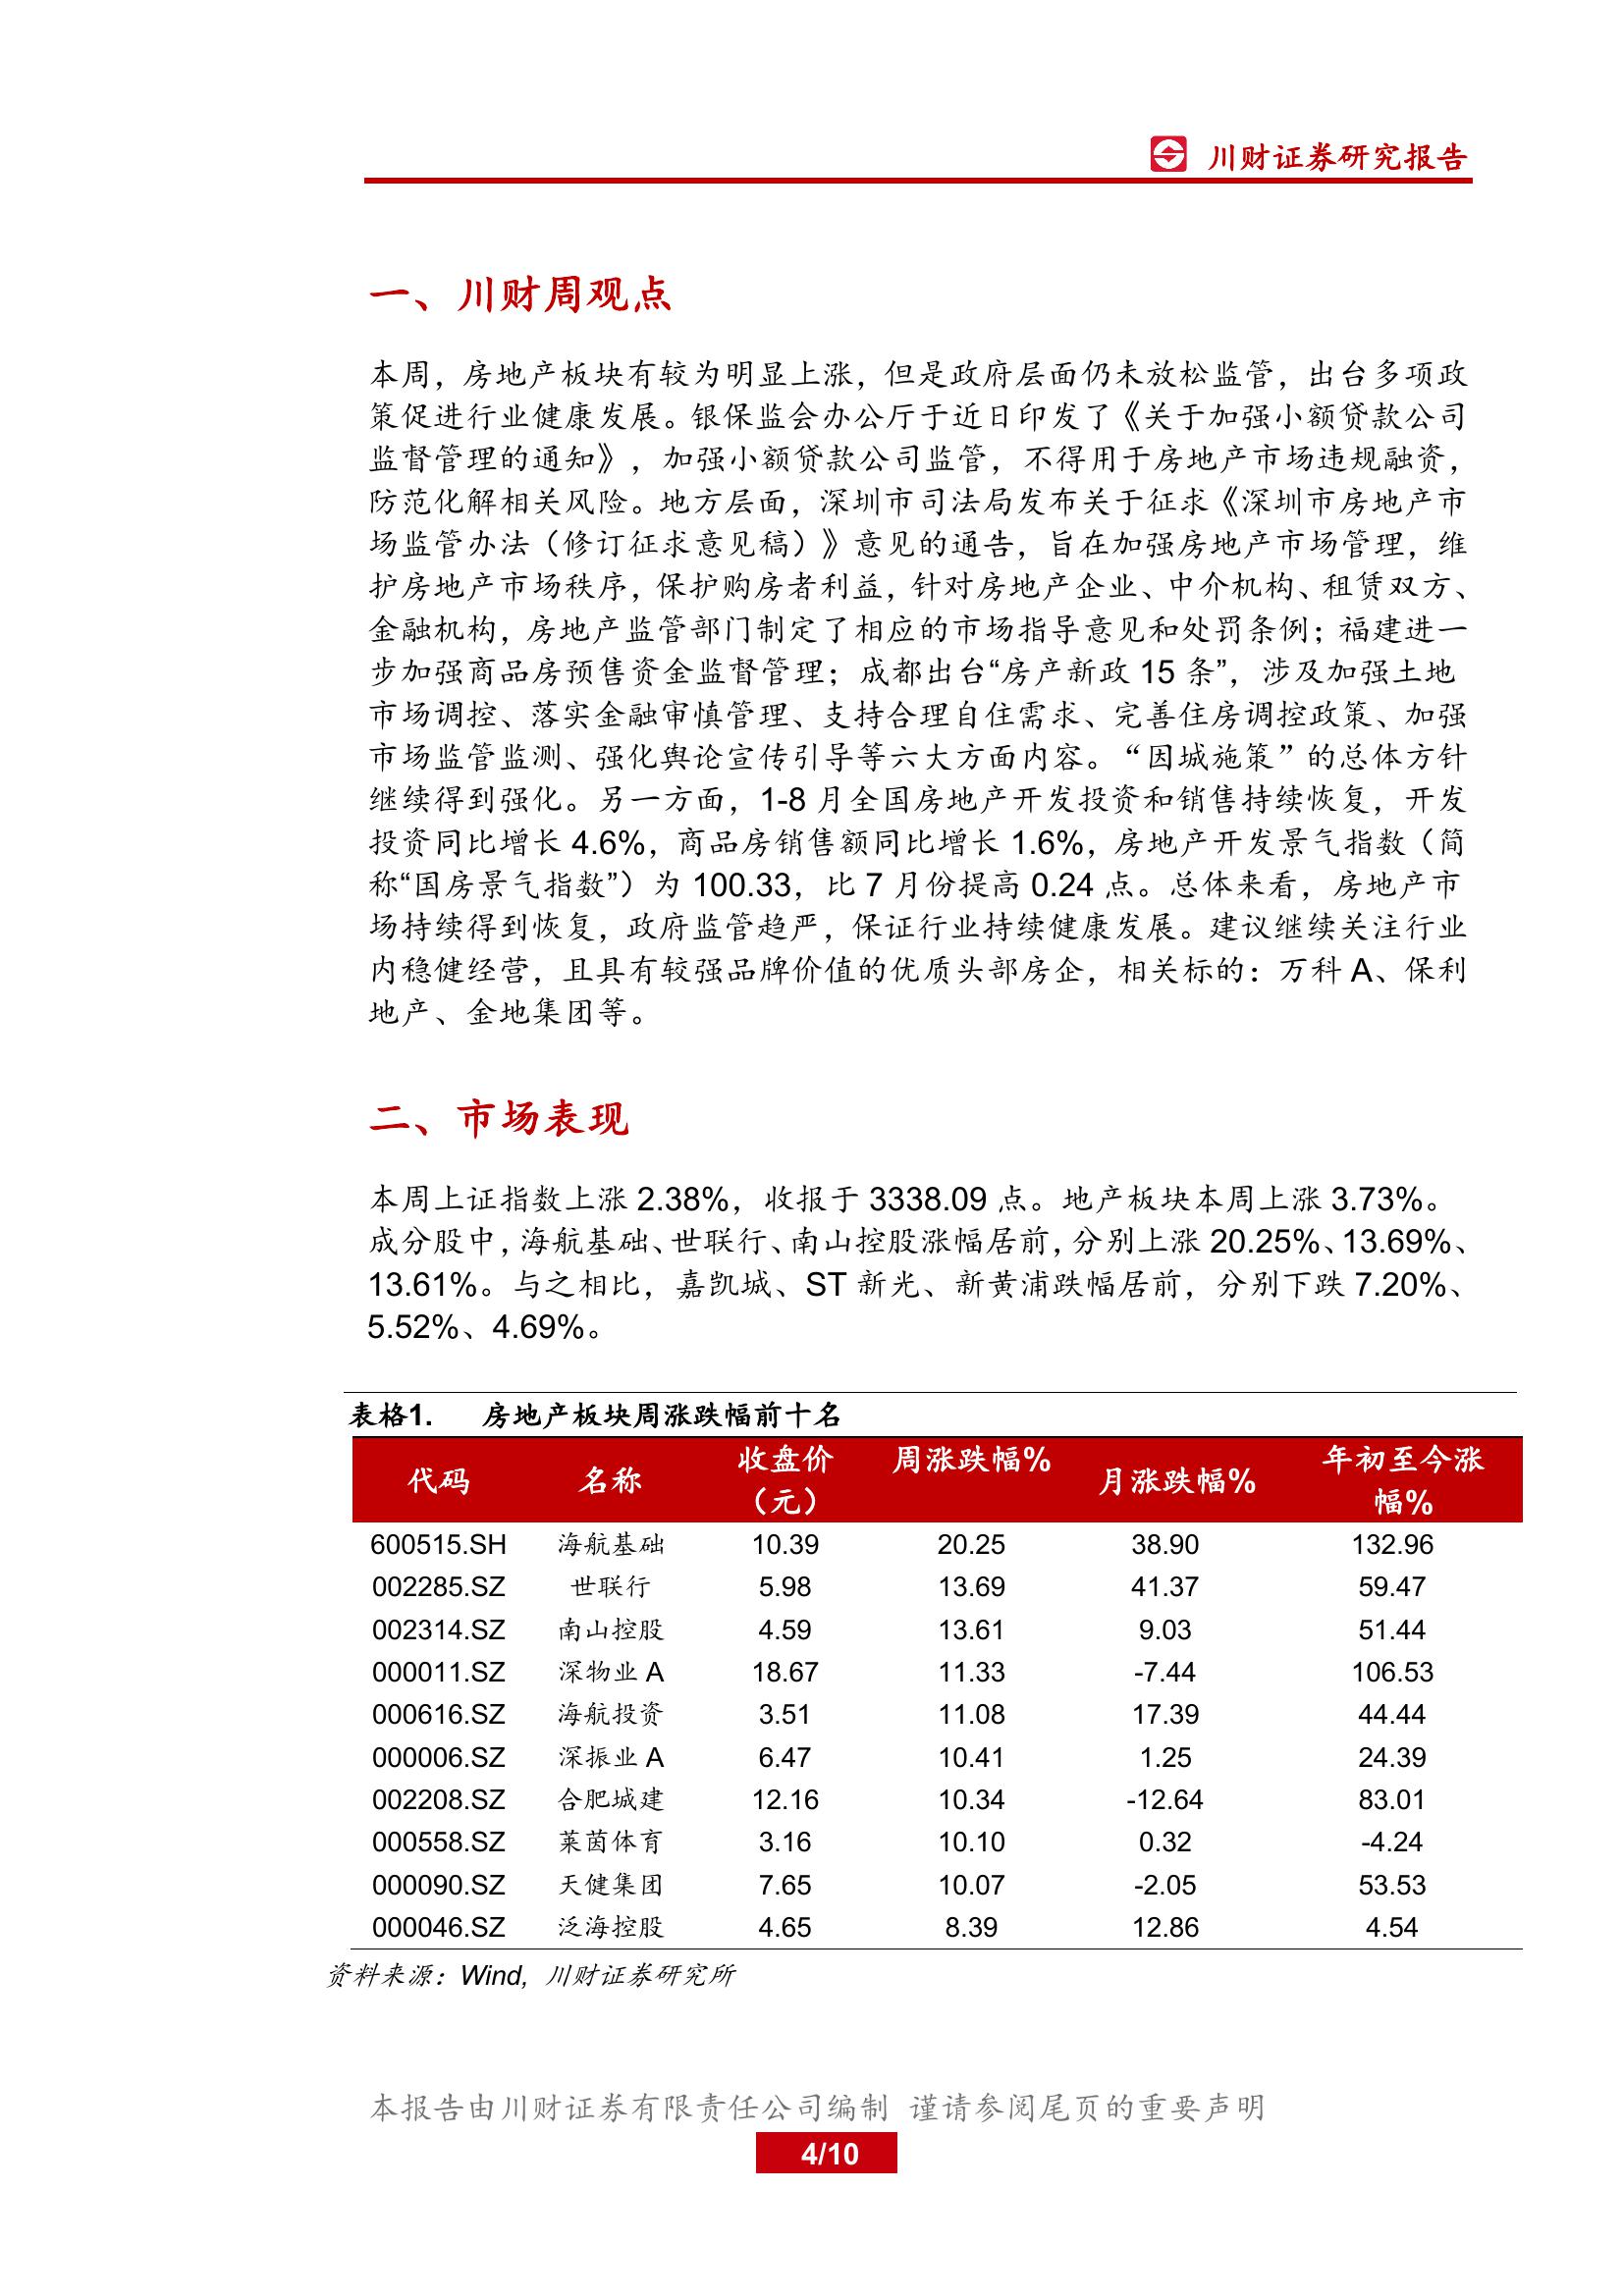 川财证券研究报告
一、川财周观点
本周，房地产板块有较为明显上涨，但是政府层面仍未放松监管，出台多项政
策促进行业健康发展。银保监会办公厅于近日印发了《关于加强小额贷款公司
监督管理的通知》，加强小额贷款公司监管，不得用于房地产市场违规融资，
防范化解相关风险。地方层面，深圳市司法局发布关于征求《深圳市房地产市
场监管办法（修订征求意见稿）》意见的通告，旨在加强房地产市场管理，维
护房地产市场秩序，保护购房者利益，针对房地产企业、中介机构、租赁双方、
金融机构，房地产监管部门制定了相应的市场指导意见和处罚条例；福建进一
步加强商品房预售资金监督管理；成都出台“房产新政 15 条”，涉及加强土地
市场调控、落实金融审慎管理、支持合理自住需求、完善住房调控政策、加强
市场监管监测、强化舆论宣传引导等六大方面内容。“因城施策”的总体方针
继续得到强化。另一方面，1-8 月全国房地产开发投资和销售持续恢复，开发
投资同比增长 4.6%，商品房销售额同比增长 1.6%，房地产开发景气指数（简
称“国房景气指数”）为 100.33，比 7 月份提高 0.24 点。总体来看，房地产市
场持续得到恢复，政府监管趋严，保证行业持续健康发展。建议继续关注行业
内稳健经营，且具有较强品牌价值的优质头部房企，相关标的：万科 A、保利
地产、金地集团等。
二、市场表现
本周上证指数上涨 2.38%，收报于 3338.09 点。地产板块本周上涨 3.73%。
成分股中，海航基础、世联行、南山控股涨幅居前，分别上涨 20.25%、13.69%、
13.61%。与之相比，嘉凯城、ST 新光、新黄浦跌幅居前，分别下跌 7.20%、
5.52%、4.69%。
表格1. 房地产板块周涨跌幅前十名
代码 名称 收盘价（元） 周涨跌幅% 月涨跌幅% 年初至今涨幅%
600515.SH 海航基础 10.39 20.25 38.90 132.96
002285.SZ 世联行 5.98 13.69 41.37 59.47
002314.SZ 南山控股 4.59 13.61 9.03 51.44
000011.SZ 深物业 A 18.67 11.33 -7.44 106.53
000616.SZ 海航投资 3.51 11.08 17.39 44.44
000006.SZ 深振业 A 6.47 10.41 1.25 24.39
002208.SZ 合肥城建 12.16 10.34 -12.64 83.01
000558.SZ 莱茵体育 3.16 10.10 0.32 -4.24
000090.SZ 天健集团 7.65 10.07 -2.05 53.53
000046.SZ 泛海控股 4.65 8.39 12.86 4.54
资料来源：Wind, 川财证券研究所
本报告由川财证券有限责任公司编制 谨请参阅尾页的重要声明
4/10